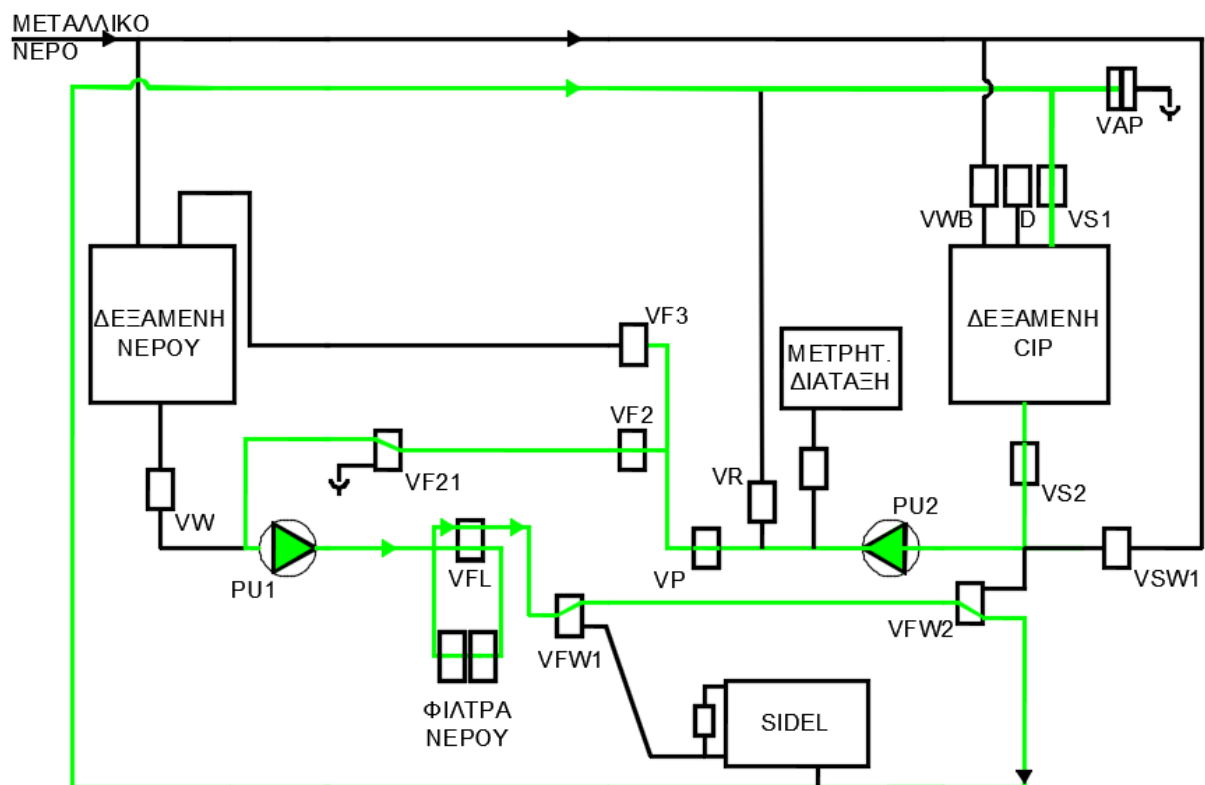 ΜΕΤΑΛΛΙΚΟ
ΝΕΡΟ
VAP
VWB
D
VS1
ΔΕΞΑΜΕΝΗ
ΝΕΡΟΥ
VF3
ΜΕΤΡΗΤ.
ΔΙΑΤΑΞΗ
ΔΕΞΑΜΕΝΗ
CIP
VF2
VF21
VR
VS2
VW
PU2
PU1
VFL
VP
VSW1
VFW1
VFW2
ΦΙΛΤΡΑ
ΝΕΡΟΥ
SIDEL